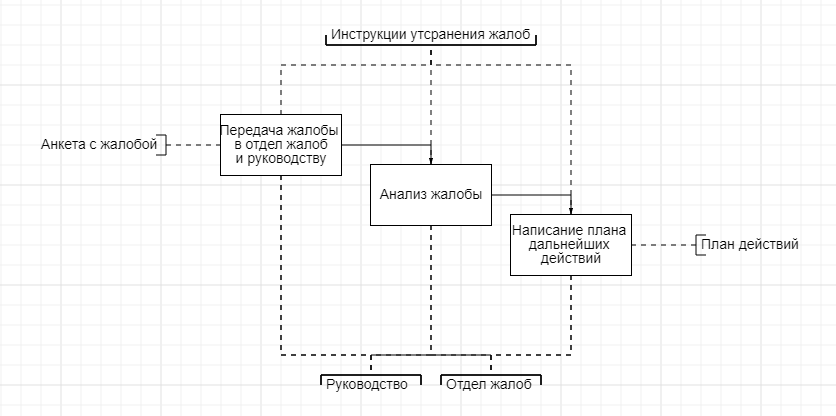 Инструкции утсранения жалоб
Передача жалобы
в отдел жалоб
и руководству
Анкета с жалобой
Анализ жалобы
Написание плана
дальнейших
действий
План действий
Руководство
Отдел жалоб